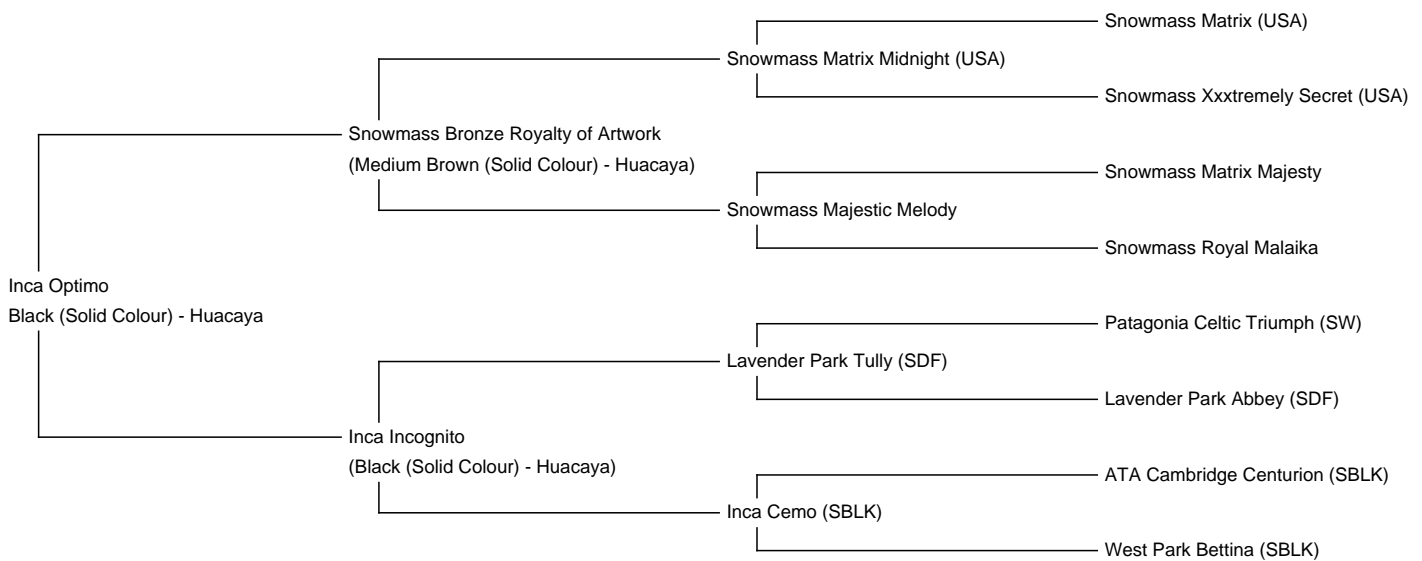 Snowmass Matrix (USA)
Snowmass Matrix Midnight (USA)
Snowmass Xxxtremely Secret (USA)
Snowmass Bronze Royalty of Artwork
(Medium Brown (Solid Colour) - Huacaya)
Snowmass Matrix Majesty
Snowmass Majestic Melody
Snowmass Royal Malaika
Inca Optimo
Black (Solid Colour) - Huacaya
Patagonia Celtic Triumph (SW)
Lavender Park Tully (SDF)
Lavender Park Abbey (SDF)
Inca Incognito
(Black (Solid Colour) - Huacaya)
ATA Cambridge Centurion (SBLK)
Inca Cemo (SBLK)
West Park Bettina (SBLK)